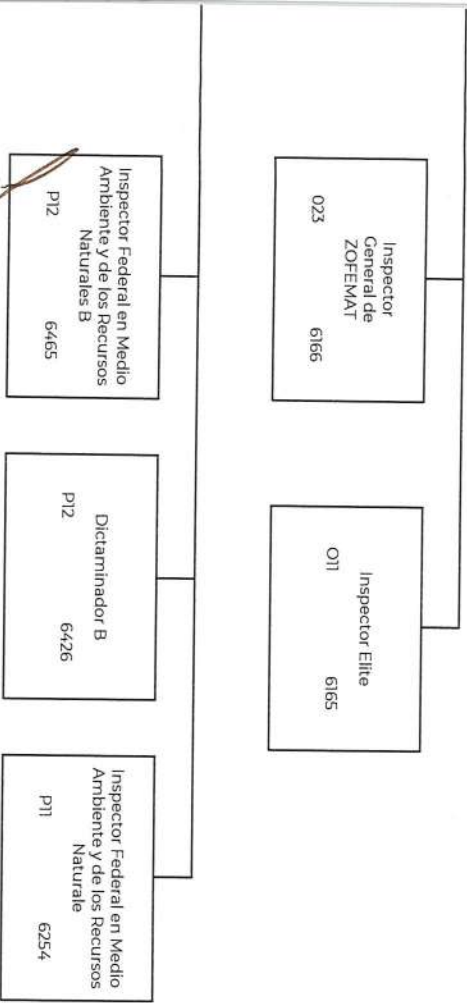 Inspector
General de
ZOFEMAT
O23 6166
Inspector Elite
O11 6165
Inspector Federal en Medio
Ambiente y de los Recursos
Naturales B
P12 6465
Dictaminador B
P12 6426
Inspector Federal en Medio
Ambiente y de los Recursos
Naturale
P11 6254